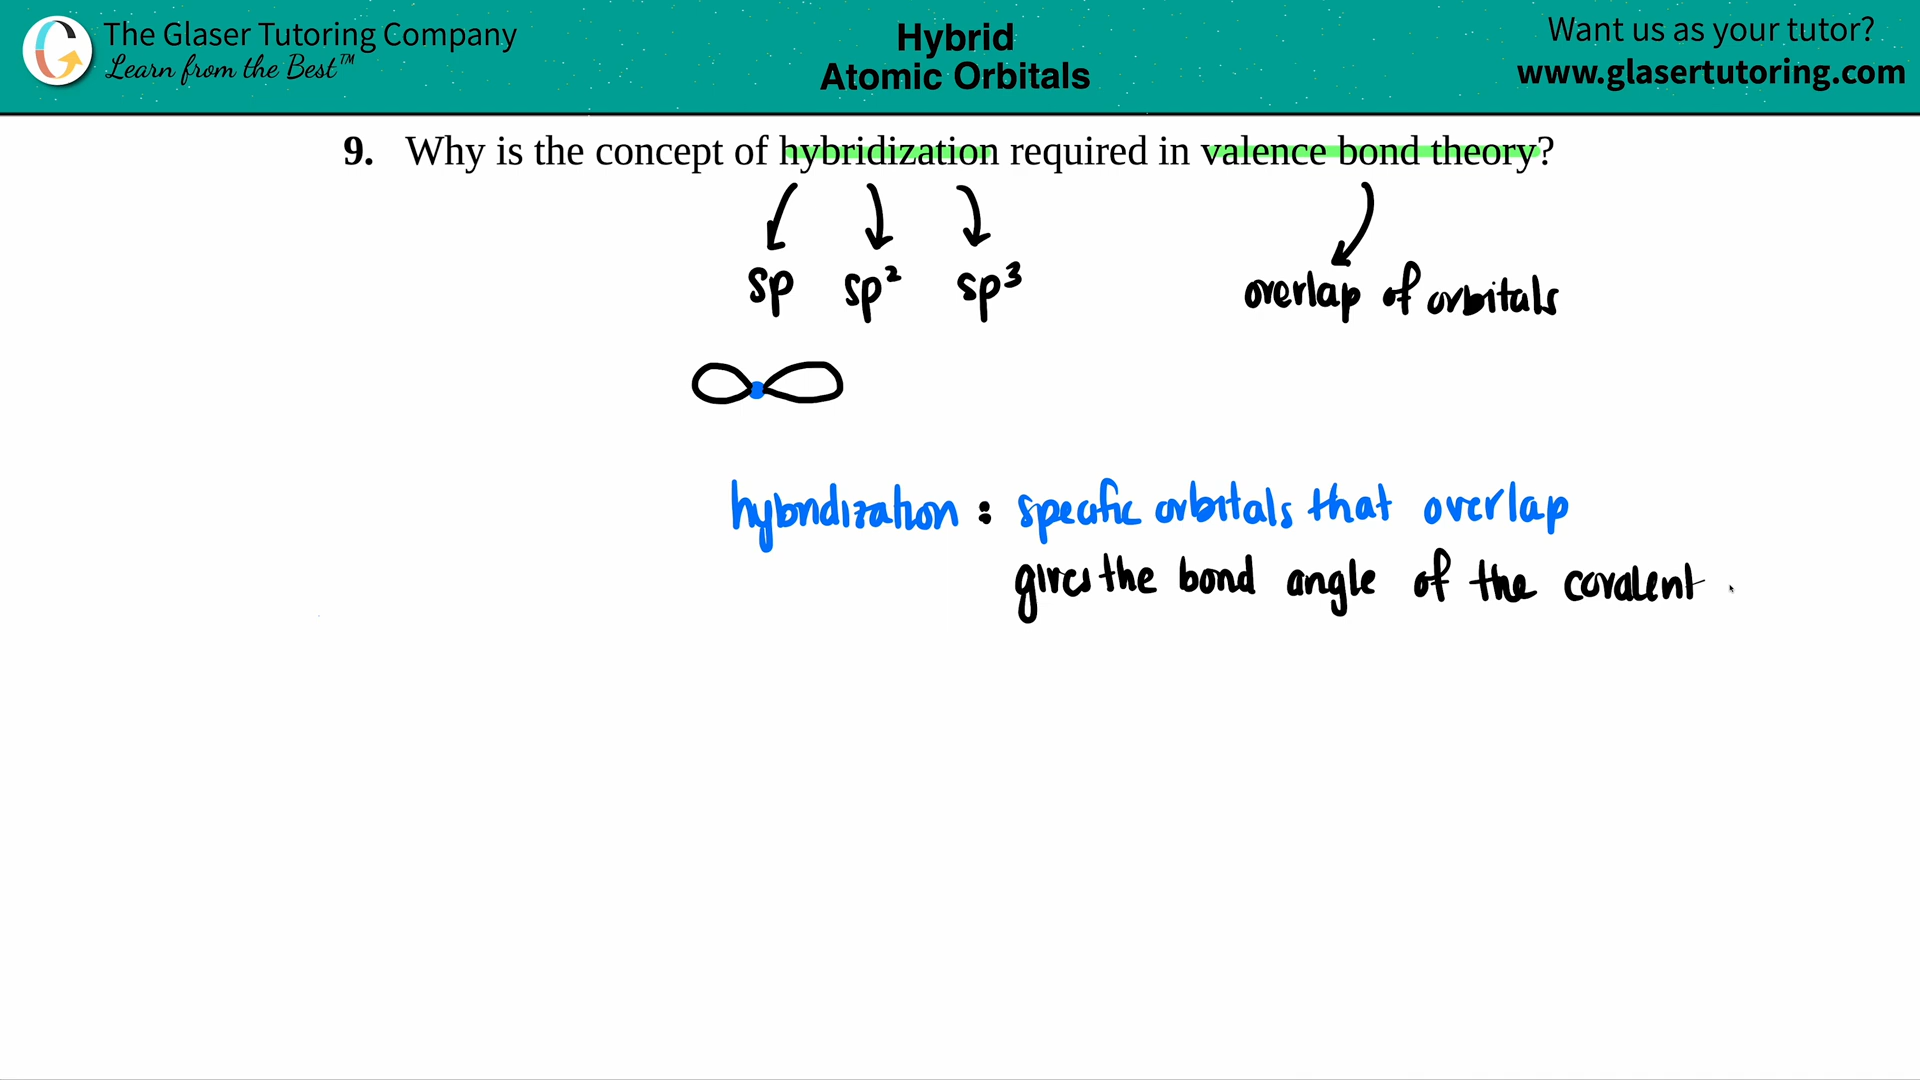 The Glaser Tutoring Company
Learn from the Best™
Hybrid
Atomic Orbitals
Want us as your tutor?
www.glasertutoring.com
9. Why is the concept of hybridization required in valence bond theory?
sp sp² sp³
overlap of orbitals
hybridization : specific orbitals that overlap
gives the bond angle of the covalent